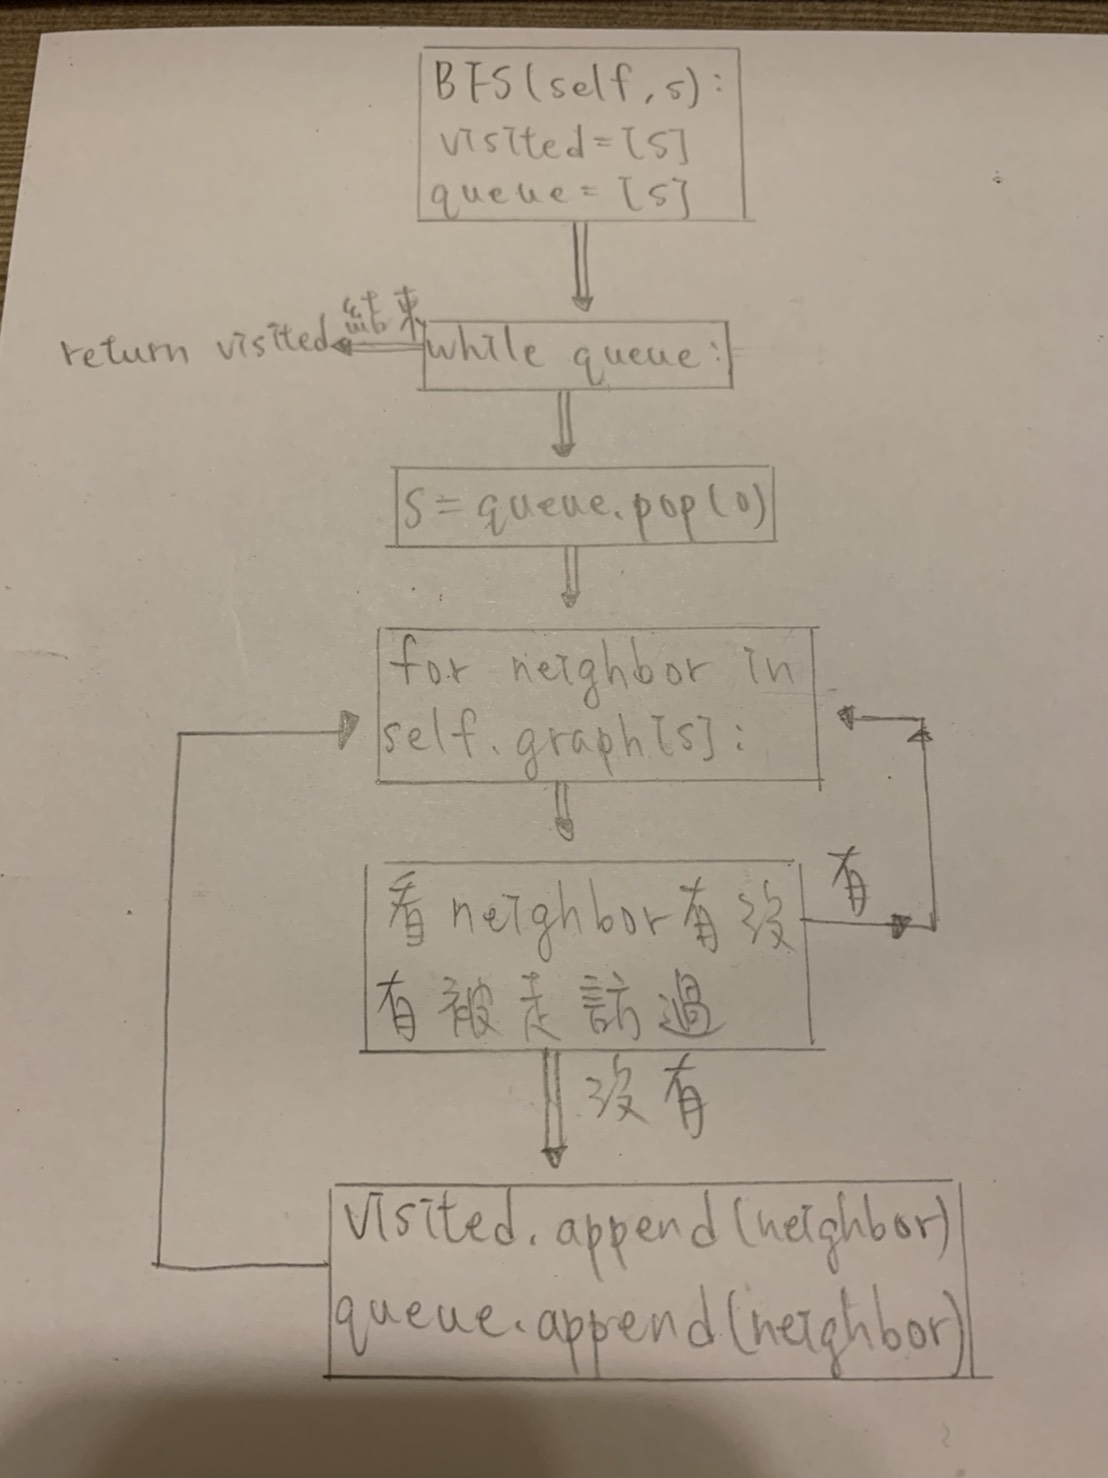 BFS(self,s):
visited=[s]
queue=[s]
結束
return visited
while queue:
s=queue.pop(0)
for neighbor in
self.graph[s]:
看neighbor有沒
有被走訪過
有
沒有
visited.append(neighbor)
queue.append(neighbor)